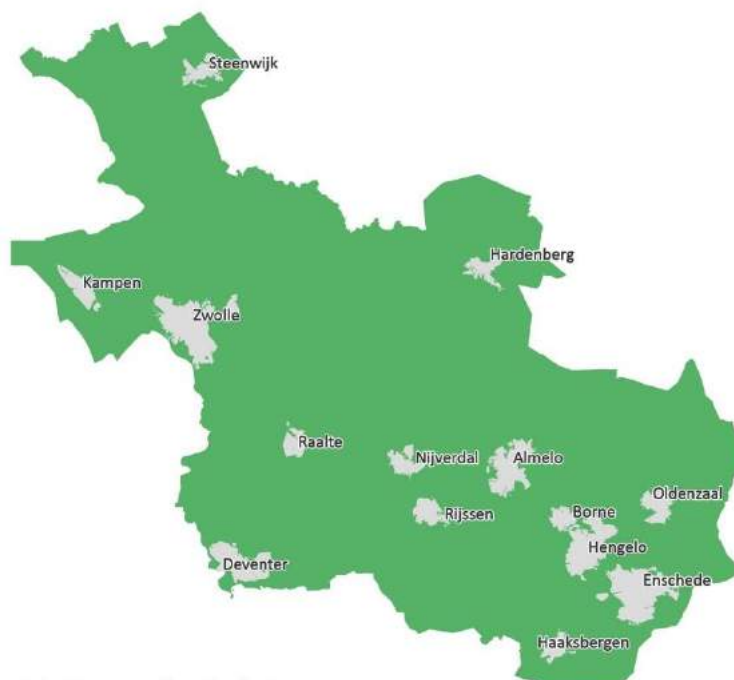 Steenwijk
Hardenberg
Kampen
Zwolle
Raalte
Nijverdal
Almelo
Oldenzaal
Rijssen
Borne
Hengelo
Deventer
Enschede
Haaksbergen